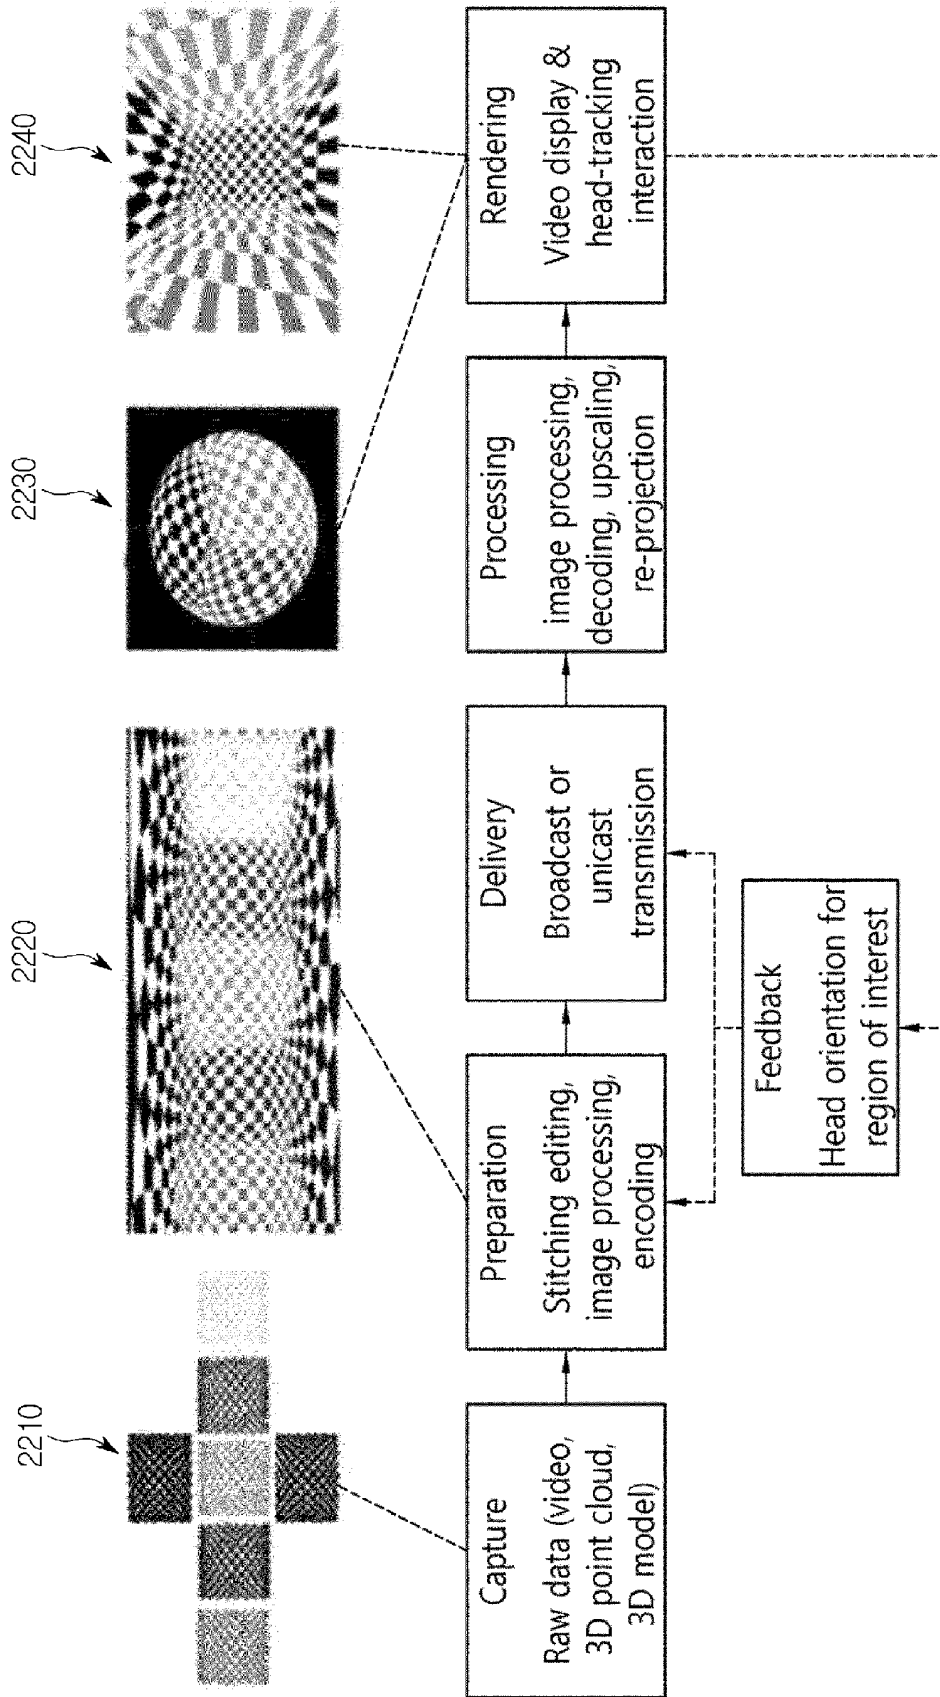 2210
2220
2230
2240
Capture
Raw data (video,
3D point cloud,
3D model)
Preparation
Stitching editing,
image processing,
encoding
Delivery
Broadcast or
unicast
transmission
Processing
image processing,
decoding, upscaling,
re-projection
Rendering
Video display &
head-tracking
interaction
Feedback
Head orientation for
region of interest